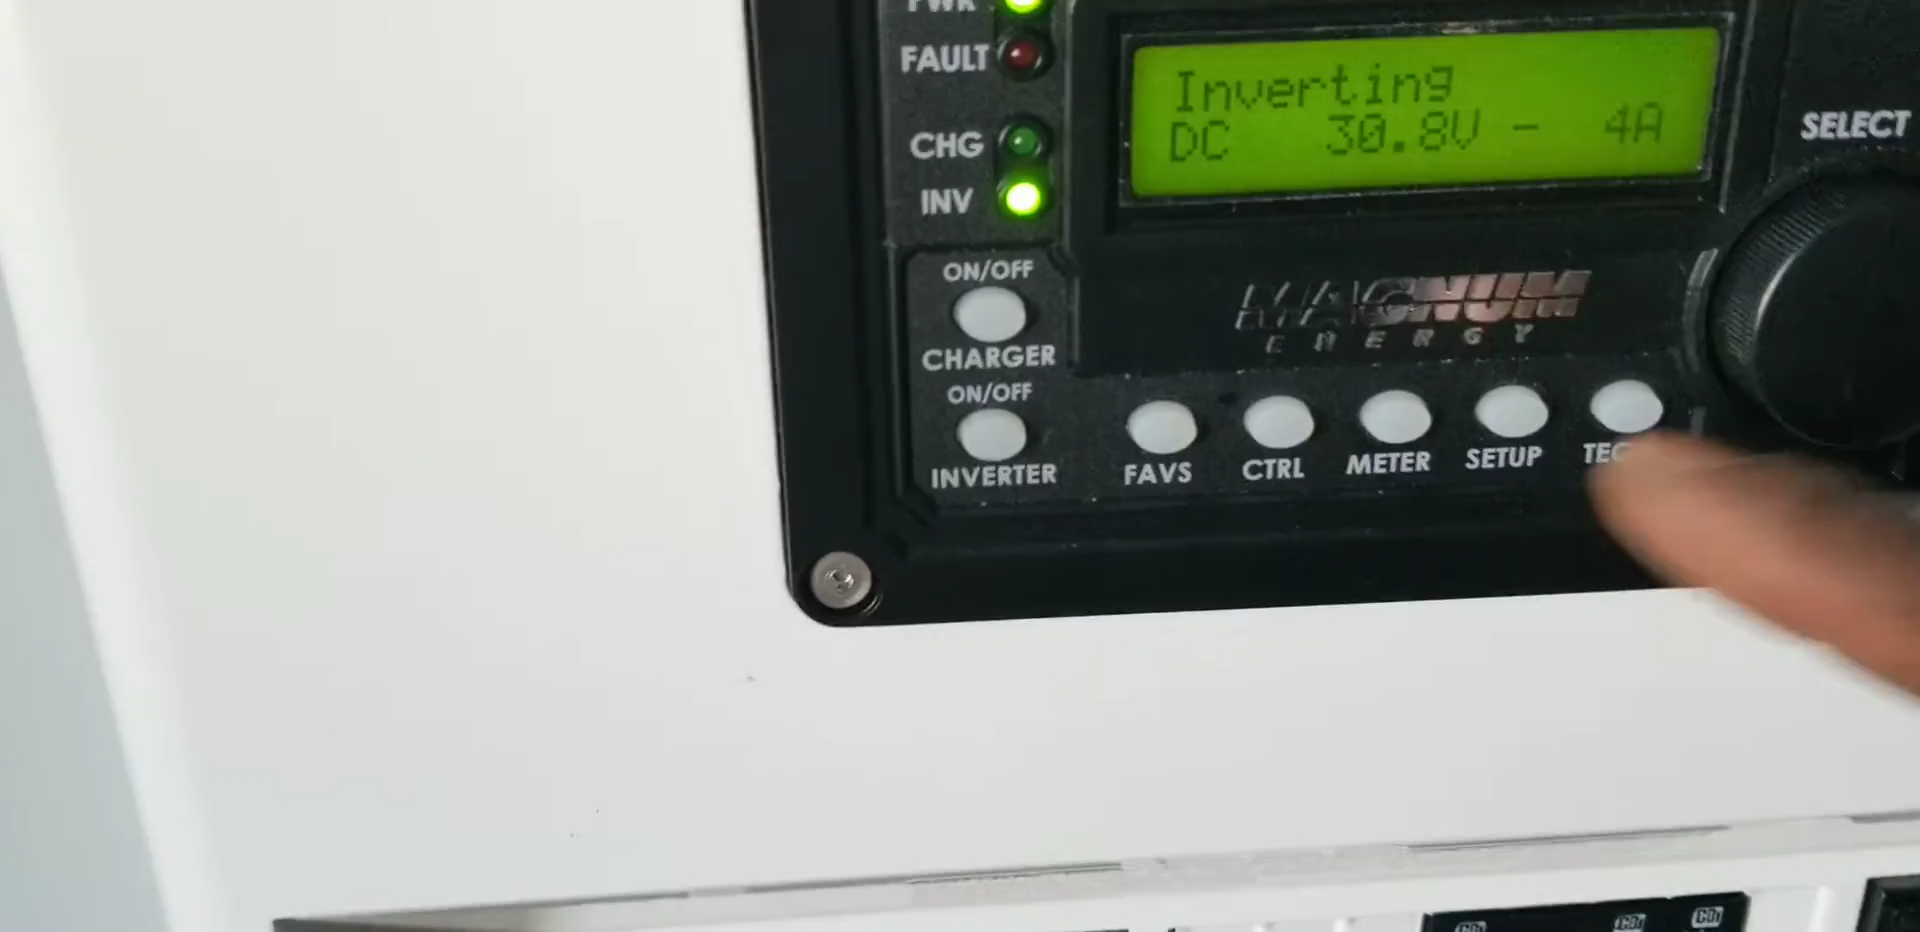 PWR
FAULT
CHG
INV
Inverting
DC 30.8V - 4A
SELECT
ON/OFF
CHARGER
ON/OFF
INVERTER
MAGNUM
ENERGY
FAVS
CTRL
METER
SETUP